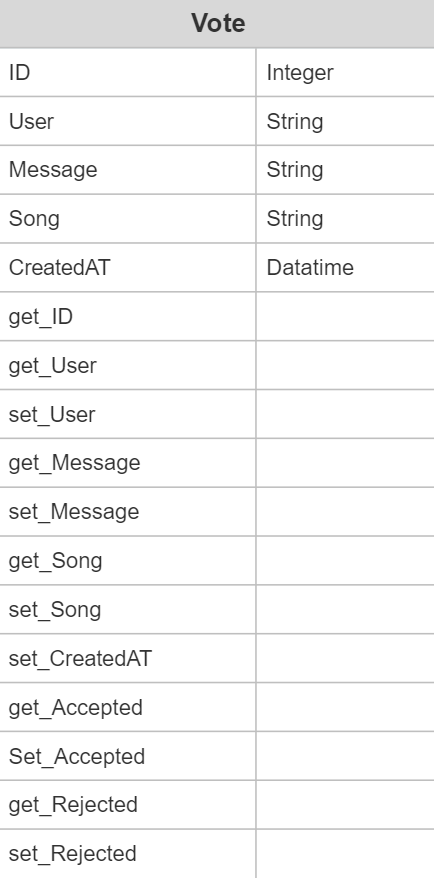 Vote
ID Integer
User String
Message String
Song String
CreatedAT Datatime
get_ID
get_User
set_User
get_Message
set_Message
get_Song
set_Song
set_CreatedAT
get_Accepted
Set_Accepted
get_Rejected
set_Rejected